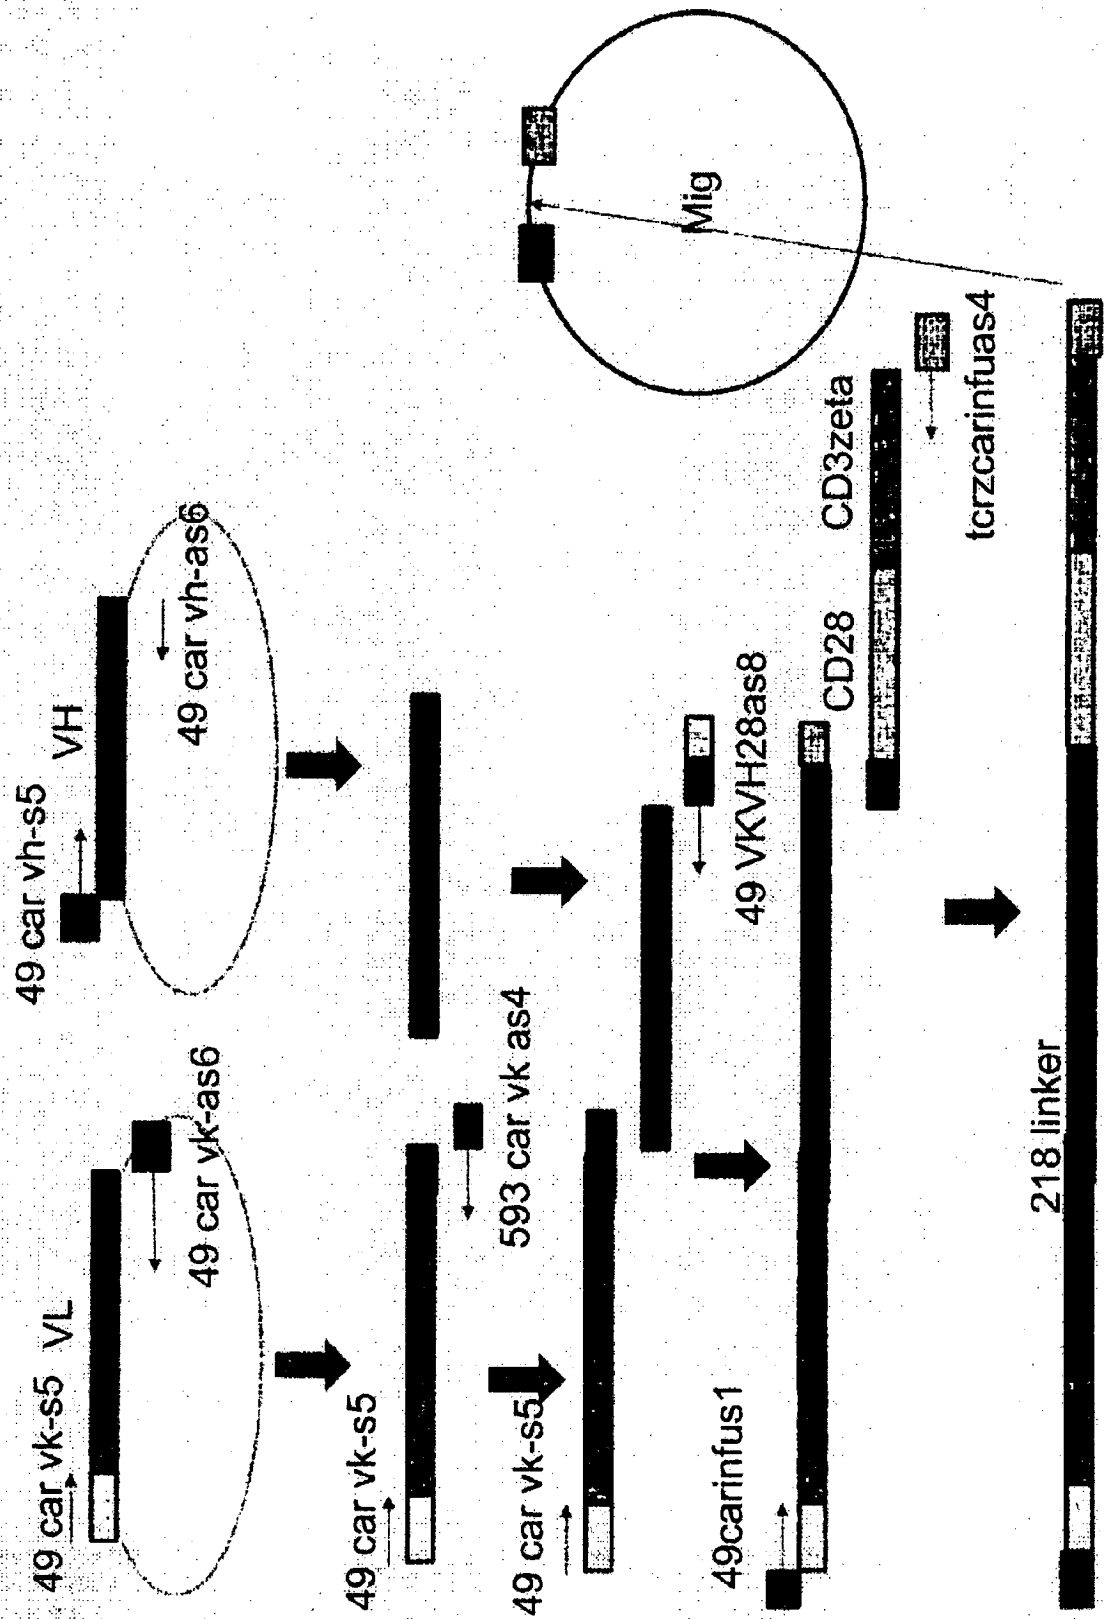 49 car vk-s5 VL
49 car vk-as6
49 car vh-s5
VH
49 car vh-as6
49 car vk-s5
593 car vk as4
49 car vk-s5
49 VKVH28as8
49carinfus1
CD28
CD3zeta
tcrzcarinfuas4
218 linker
Mig